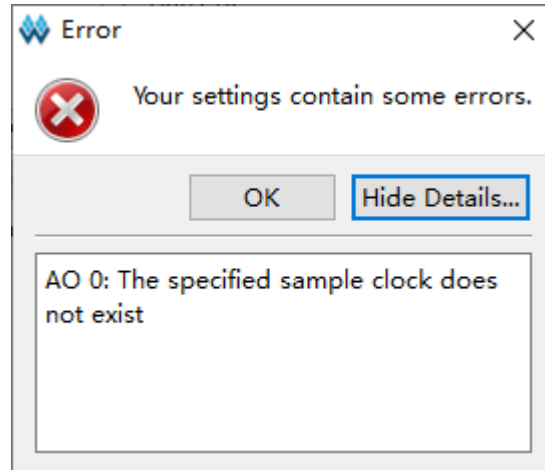 Error
Your settings contain some errors.
OK
Hide Details...
AO 0: The specified sample clock does
not exist